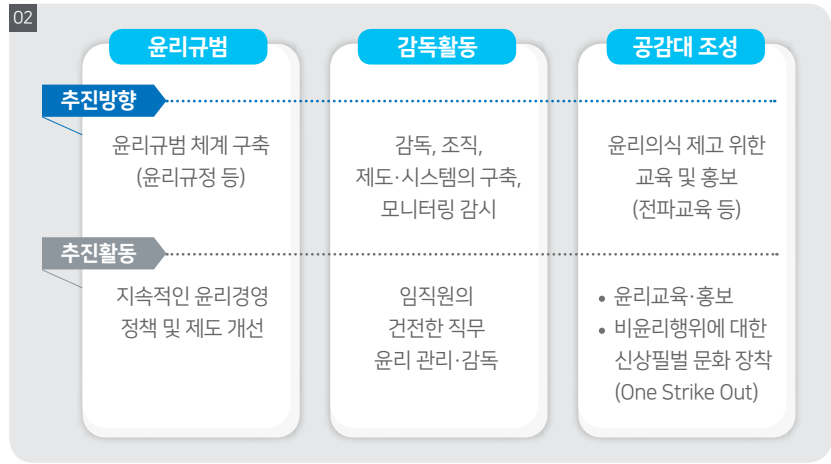 02
윤리규범
감독활동
공감대 조성
추진방향
윤리규범 체계 구축
(윤리규정 등)
감독, 조직,
제도·시스템의 구축,
모니터링 감시
윤리의식 제고 위한
교육 및 홍보
(전파교육 등)
추진활동
지속적인 윤리경영
정책 및 제도 개선
임직원의
건전한 직무
윤리 관리·감독
• 윤리교육·홍보
• 비윤리행위에 대한
신상필벌 문화 장착
(One Strike Out)